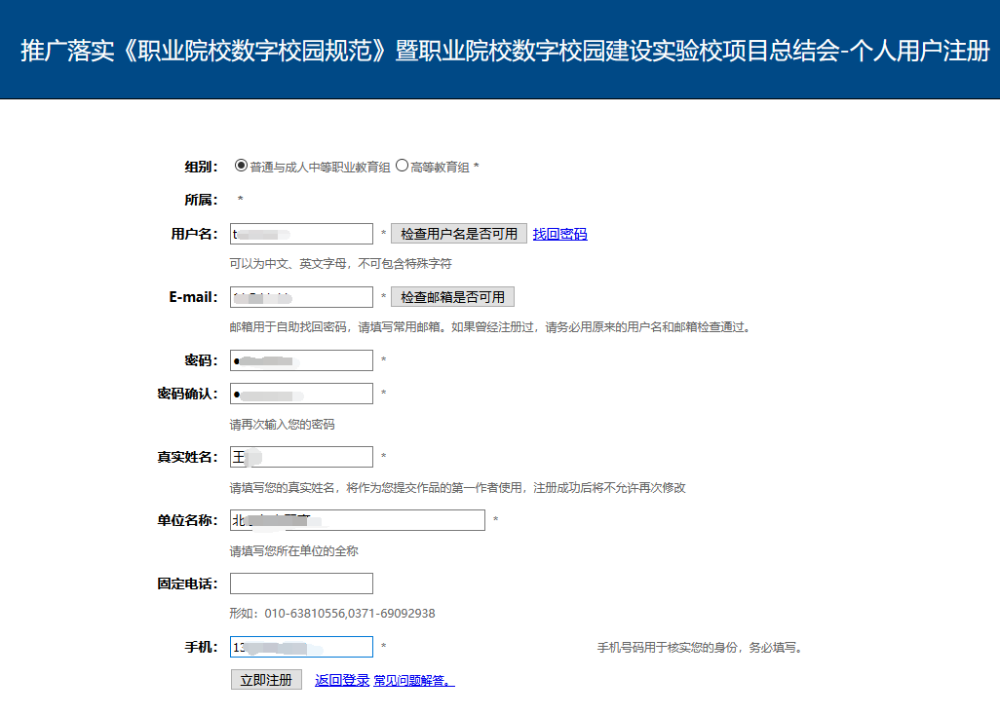 推广落实《职业院校数字校园规范》暨职业院校数字校园建设实验校项目总结会-个人用户注册
组别： 普通与成人中等职业教育组 高等教育组 *
所属： *
用户名： t * 检查用户名是否可用 找回密码
可以为中文、英文字母，不可包含特殊字符
E-mail： * 检查邮箱是否可用
邮箱用于自助找回密码，请填写常用邮箱。如果曾经注册过，请务必用原来的用户名和邮箱检查通过。
密码： *
密码确认： *
请再次输入您的密码
真实姓名： 王 *
请填写您的真实姓名，将作为您提交作品的第一作者使用，注册成功后将不允许再次修改
单位名称： 北 *
请填写您所在单位的全称
固定电话：
形如：010-63810556,0371-69092938
手机： 13 * 手机号码用于核实您的身份，务必填写。
立即注册 返回登录 常见问题解答。